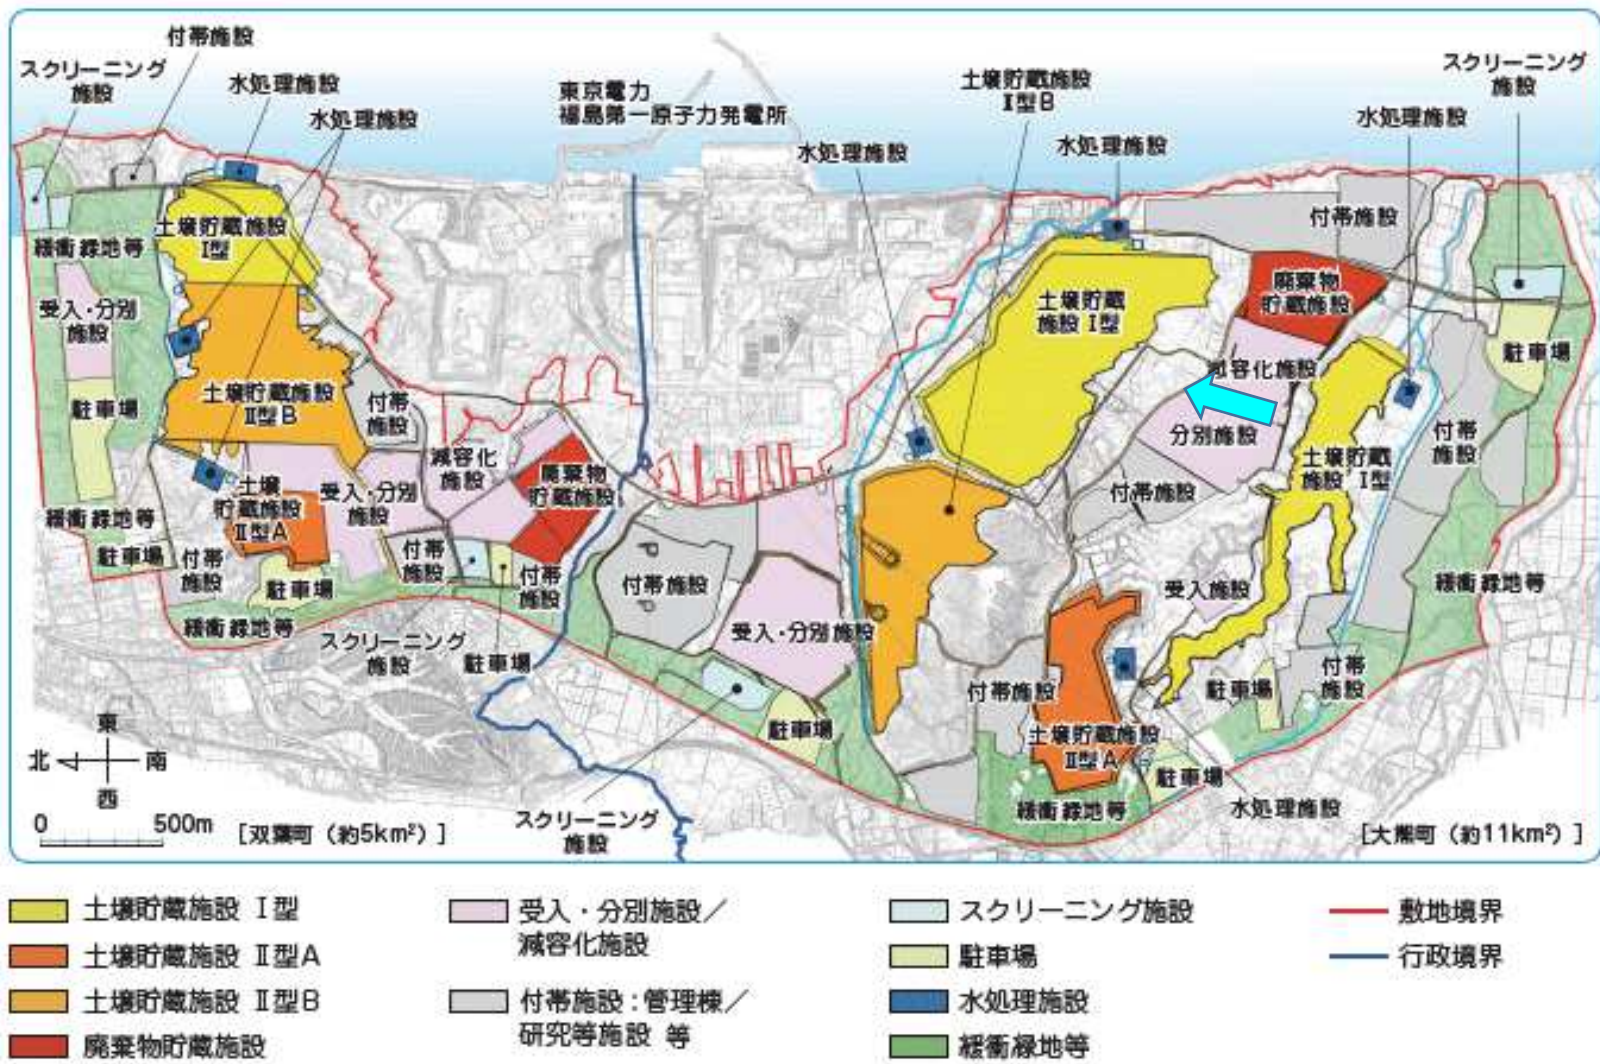 付帯施設
スクリーニング
施設
水処理施設
水処理施設
東京電力
福島第一原子力発電所
水処理施設
土壌貯蔵施設
Ⅱ型B
水処理施設
水処理施設
スクリーニング
施設
緩衝緑地等
土壌貯蔵施設
Ⅰ型
受入・分別
施設
駐車場
土壌貯蔵施設
Ⅱ型B
付帯
施設
減容化
施設
廃棄物
貯蔵施設
土壌
貯蔵施設
Ⅱ型A
受入・分別
施設
緩衝緑地等
駐車場
付帯
施設
駐車場
付帯
施設
付帯
施設
緩衝緑地等
スクリーニング
施設
駐車場
付帯施設
受入・分別施設
駐車場
スクリーニング
施設
土壌貯蔵
施設 Ⅰ型
付帯施設
廃棄物
貯蔵施設
減容化施設
分別施設
付帯施設
土壌貯蔵
施設 Ⅰ型
付帯
施設
駐車場
受入施設
緩衝緑地等
付帯施設
土壌貯蔵施設
Ⅱ型A
駐車場
付帯
施設
緩衝緑地等
駐車場
水処理施設
東
北 南
西
0 500m
[双葉町（約5km²）]
[大熊町（約11km²）]
土壌貯蔵施設 Ⅰ型
土壌貯蔵施設 Ⅱ型A
土壌貯蔵施設 Ⅱ型B
廃棄物貯蔵施設
受入・分別施設／
減容化施設
付帯施設：管理棟／
研究等施設 等
スクリーニング施設
駐車場
水処理施設
緩衝緑地等
敷地境界
行政境界